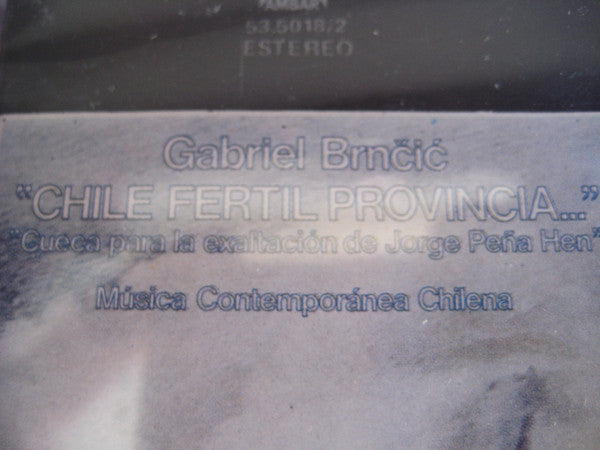 "AMBAR"
53.5018/2
ESTEREO
Gabriel Brnčić
"CHILE FERTIL PROVINCIA..."
"Cueca para la exaltación de Jorge Peña Hen"
Música Contemporánea Chilena